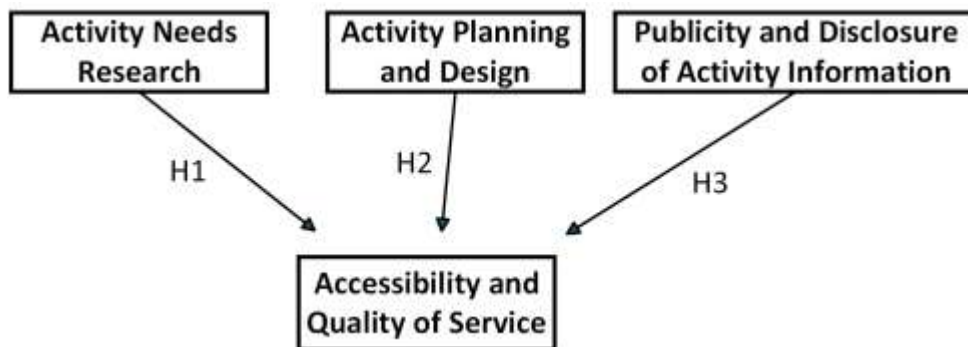 Activity Needs
Research
Activity Planning
and Design
Publicity and Disclosure
of Activity Information
H1
H2
H3
Accessibility and
Quality of Service